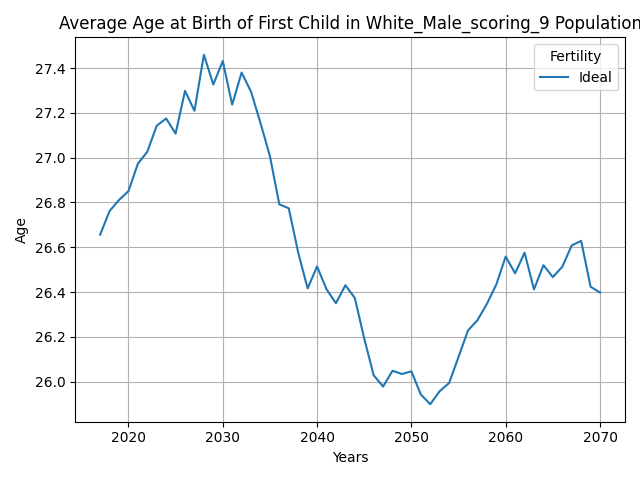 Average Age at Birth of First Child in White_Male_scoring_9 Population
Fertility
Ideal
27.4
27.2
27.0
26.8
26.6
26.4
26.2
26.0
Age
2020 2030 2040 2050 2060 2070
Years